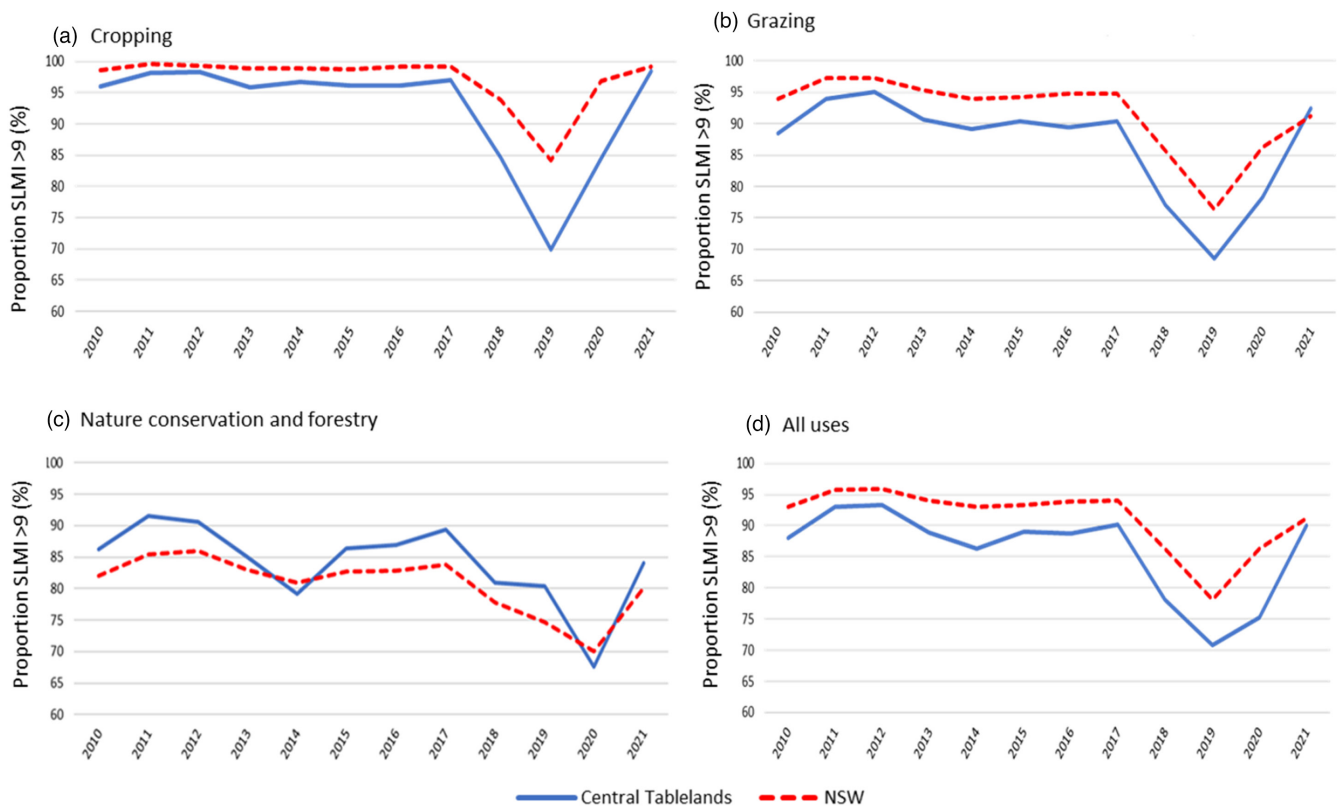 (a) Cropping
Proportion SLMI >9 (%)
100
95
90
85
80
75
70
65
60
2010 2011 2012 2013 2014 2015 2016 2017 2018 2019 2020 2021
(b) Grazing
Proportion SLMI >9 (%)
100
95
90
85
80
75
70
65
60
2010 2011 2012 2013 2014 2015 2016 2017 2018 2019 2020 2021
(c) Nature conservation and forestry
Proportion SLMI >9 (%)
100
95
90
85
80
75
70
65
60
2010 2011 2012 2013 2014 2015 2016 2017 2018 2019 2020 2021
(d) All uses
Proportion SLMI >9 (%)
100
95
90
85
80
75
70
65
60
2010 2011 2012 2013 2014 2015 2016 2017 2018 2019 2020 2021
Central Tablelands NSW